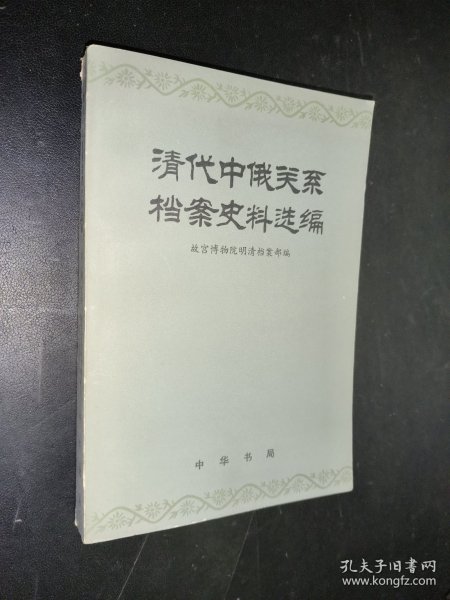 清代中俄关系
档案史料选编
故宫博物院明清档案部编
中华书局
孔夫子旧书网
www.kongfz.com